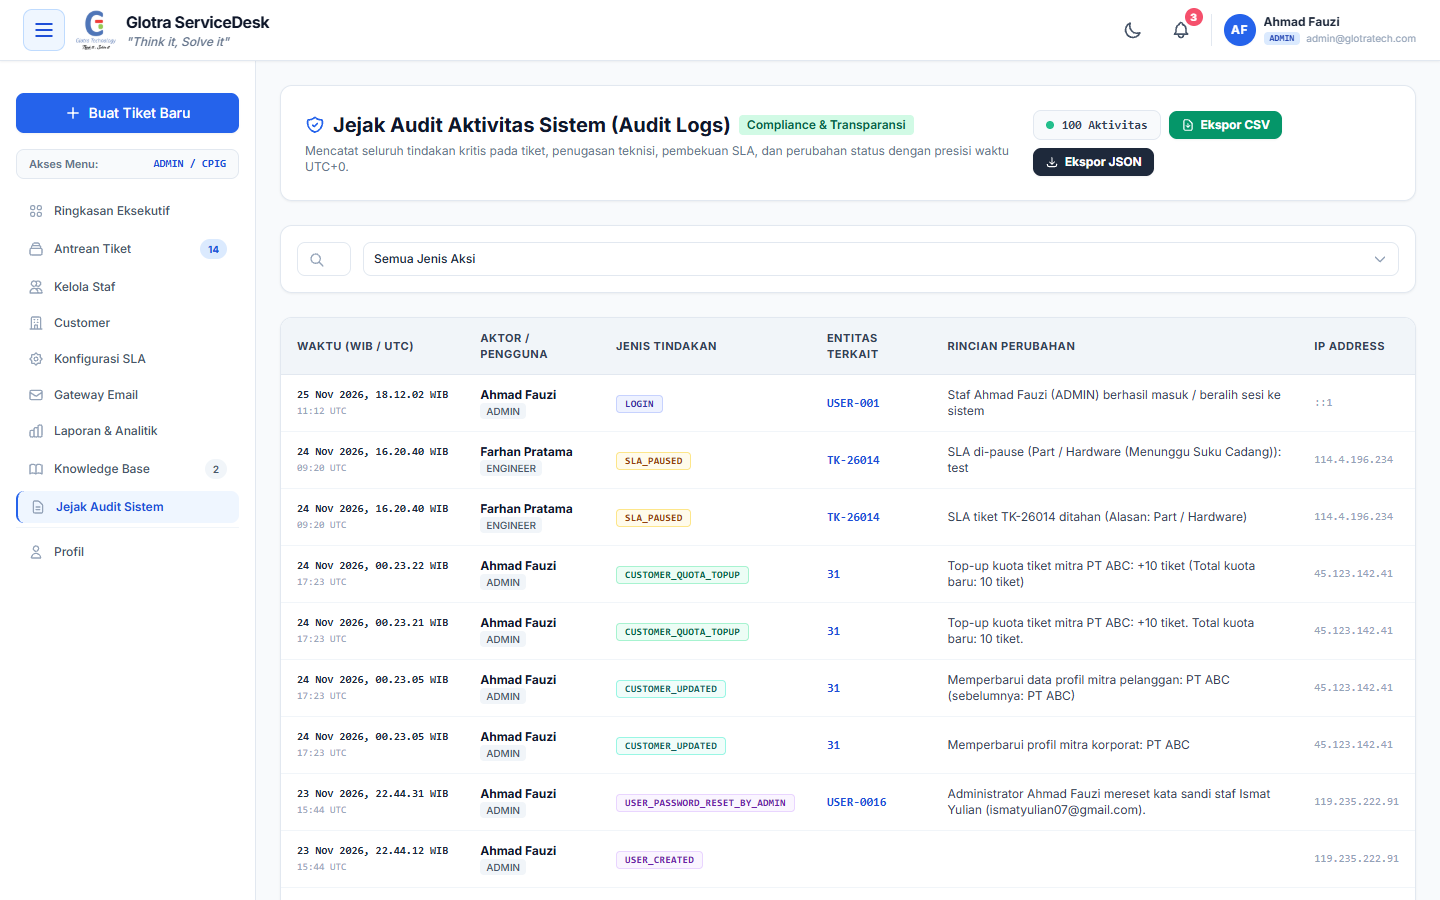 Glotra ServiceDesk
"Think it, Solve it"
3
AF
Ahmad Fauzi
ADMIN admin@glotratech.com
Buat Tiket Baru
Akses Menu: ADMIN / CPIG
Ringkasan Eksekutif
Antrean Tiket 14
Kelola Staf
Customer
Konfigurasi SLA
Gateway Email
Laporan & Analitik
Knowledge Base 2
Jejak Audit Sistem
Profil
Jejak Audit Aktivitas Sistem (Audit Logs) Compliance & Transparansi
Mencatat seluruh tindakan kritis pada tiket, penugasan teknisi, pembekuan SLA, dan perubahan status dengan presisi waktu
UTC+0.
100 Aktivitas
Ekspor CSV
Ekspor JSON
Semua Jenis Aksi
WAKTU (WIB / UTC) AKTOR / PENGGUNA JENIS TINDAKAN ENTITAS TERKAIT RINCIAN PERUBAHAN IP ADDRESS
25 Nov 2026, 18.12.02 WIB
11:12 UTC
Ahmad Fauzi
ADMIN
LOGIN
USER-001
Staf Ahmad Fauzi (ADMIN) berhasil masuk / beralih sesi ke
sistem
::1
24 Nov 2026, 16.20.40 WIB
09:20 UTC
Farhan Pratama
ENGINEER
SLA_PAUSED
TK-26014
SLA di-pause (Part / Hardware (Menunggu Suku Cadang)):
test
114.4.196.234
24 Nov 2026, 16.20.40 WIB
09:20 UTC
Farhan Pratama
ENGINEER
SLA_PAUSED
TK-26014
SLA tiket TK-26014 ditahan (Alasan: Part / Hardware)
114.4.196.234
24 Nov 2026, 00.23.22 WIB
17:23 UTC
Ahmad Fauzi
ADMIN
CUSTOMER_QUOTA_TOPUP
31
Top-up kuota tiket mitra PT ABC: +10 tiket (Total kuota
baru: 10 tiket)
45.123.142.41
24 Nov 2026, 00.23.21 WIB
17:23 UTC
Ahmad Fauzi
ADMIN
CUSTOMER_QUOTA_TOPUP
31
Top-up kuota tiket mitra PT ABC: +10 tiket. Total kuota
baru: 10 tiket.
45.123.142.41
24 Nov 2026, 00.23.05 WIB
17:23 UTC
Ahmad Fauzi
ADMIN
CUSTOMER_UPDATED
31
Memperbarui data profil mitra pelanggan: PT ABC
(sebelumnya: PT ABC)
45.123.142.41
24 Nov 2026, 00.23.05 WIB
17:23 UTC
Ahmad Fauzi
ADMIN
CUSTOMER_UPDATED
31
Memperbarui profil mitra korporat: PT ABC
45.123.142.41
23 Nov 2026, 22.44.31 WIB
15:44 UTC
Ahmad Fauzi
ADMIN
USER_PASSWORD_RESET_BY_ADMIN
USER-0016
Administrator Ahmad Fauzi mereset kata sandi staf Ismat
Yulian (ismatyulian07@gmail.com).
119.235.222.91
23 Nov 2026, 22.44.12 WIB
15:44 UTC
Ahmad Fauzi
ADMIN
USER_CREATED
119.235.222.91